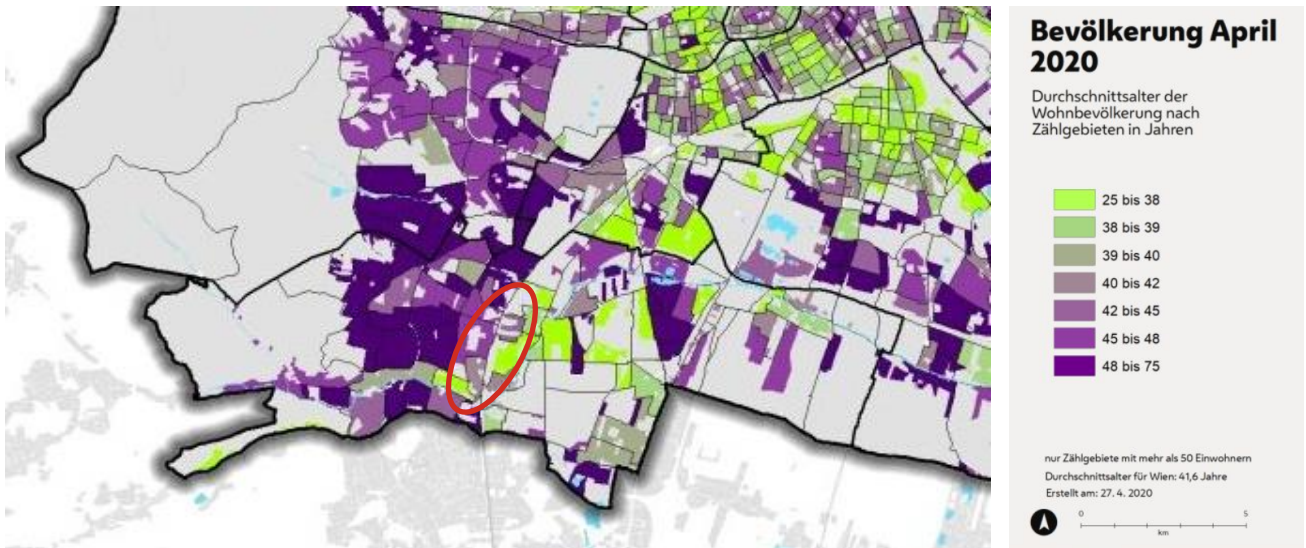 Bevölkerung April
2020
Durchschnittsalter der
Wohnbevölkerung nach
Zählgebieten in Jahren
25 bis 38
38 bis 39
39 bis 40
40 bis 42
42 bis 45
45 bis 48
48 bis 75
nur Zählgebiete mit mehr als 50 Einwohnern
Durchschnittsalter für Wien: 41,6 Jahre
Erstellt am: 27. 4. 2020
0 5
km